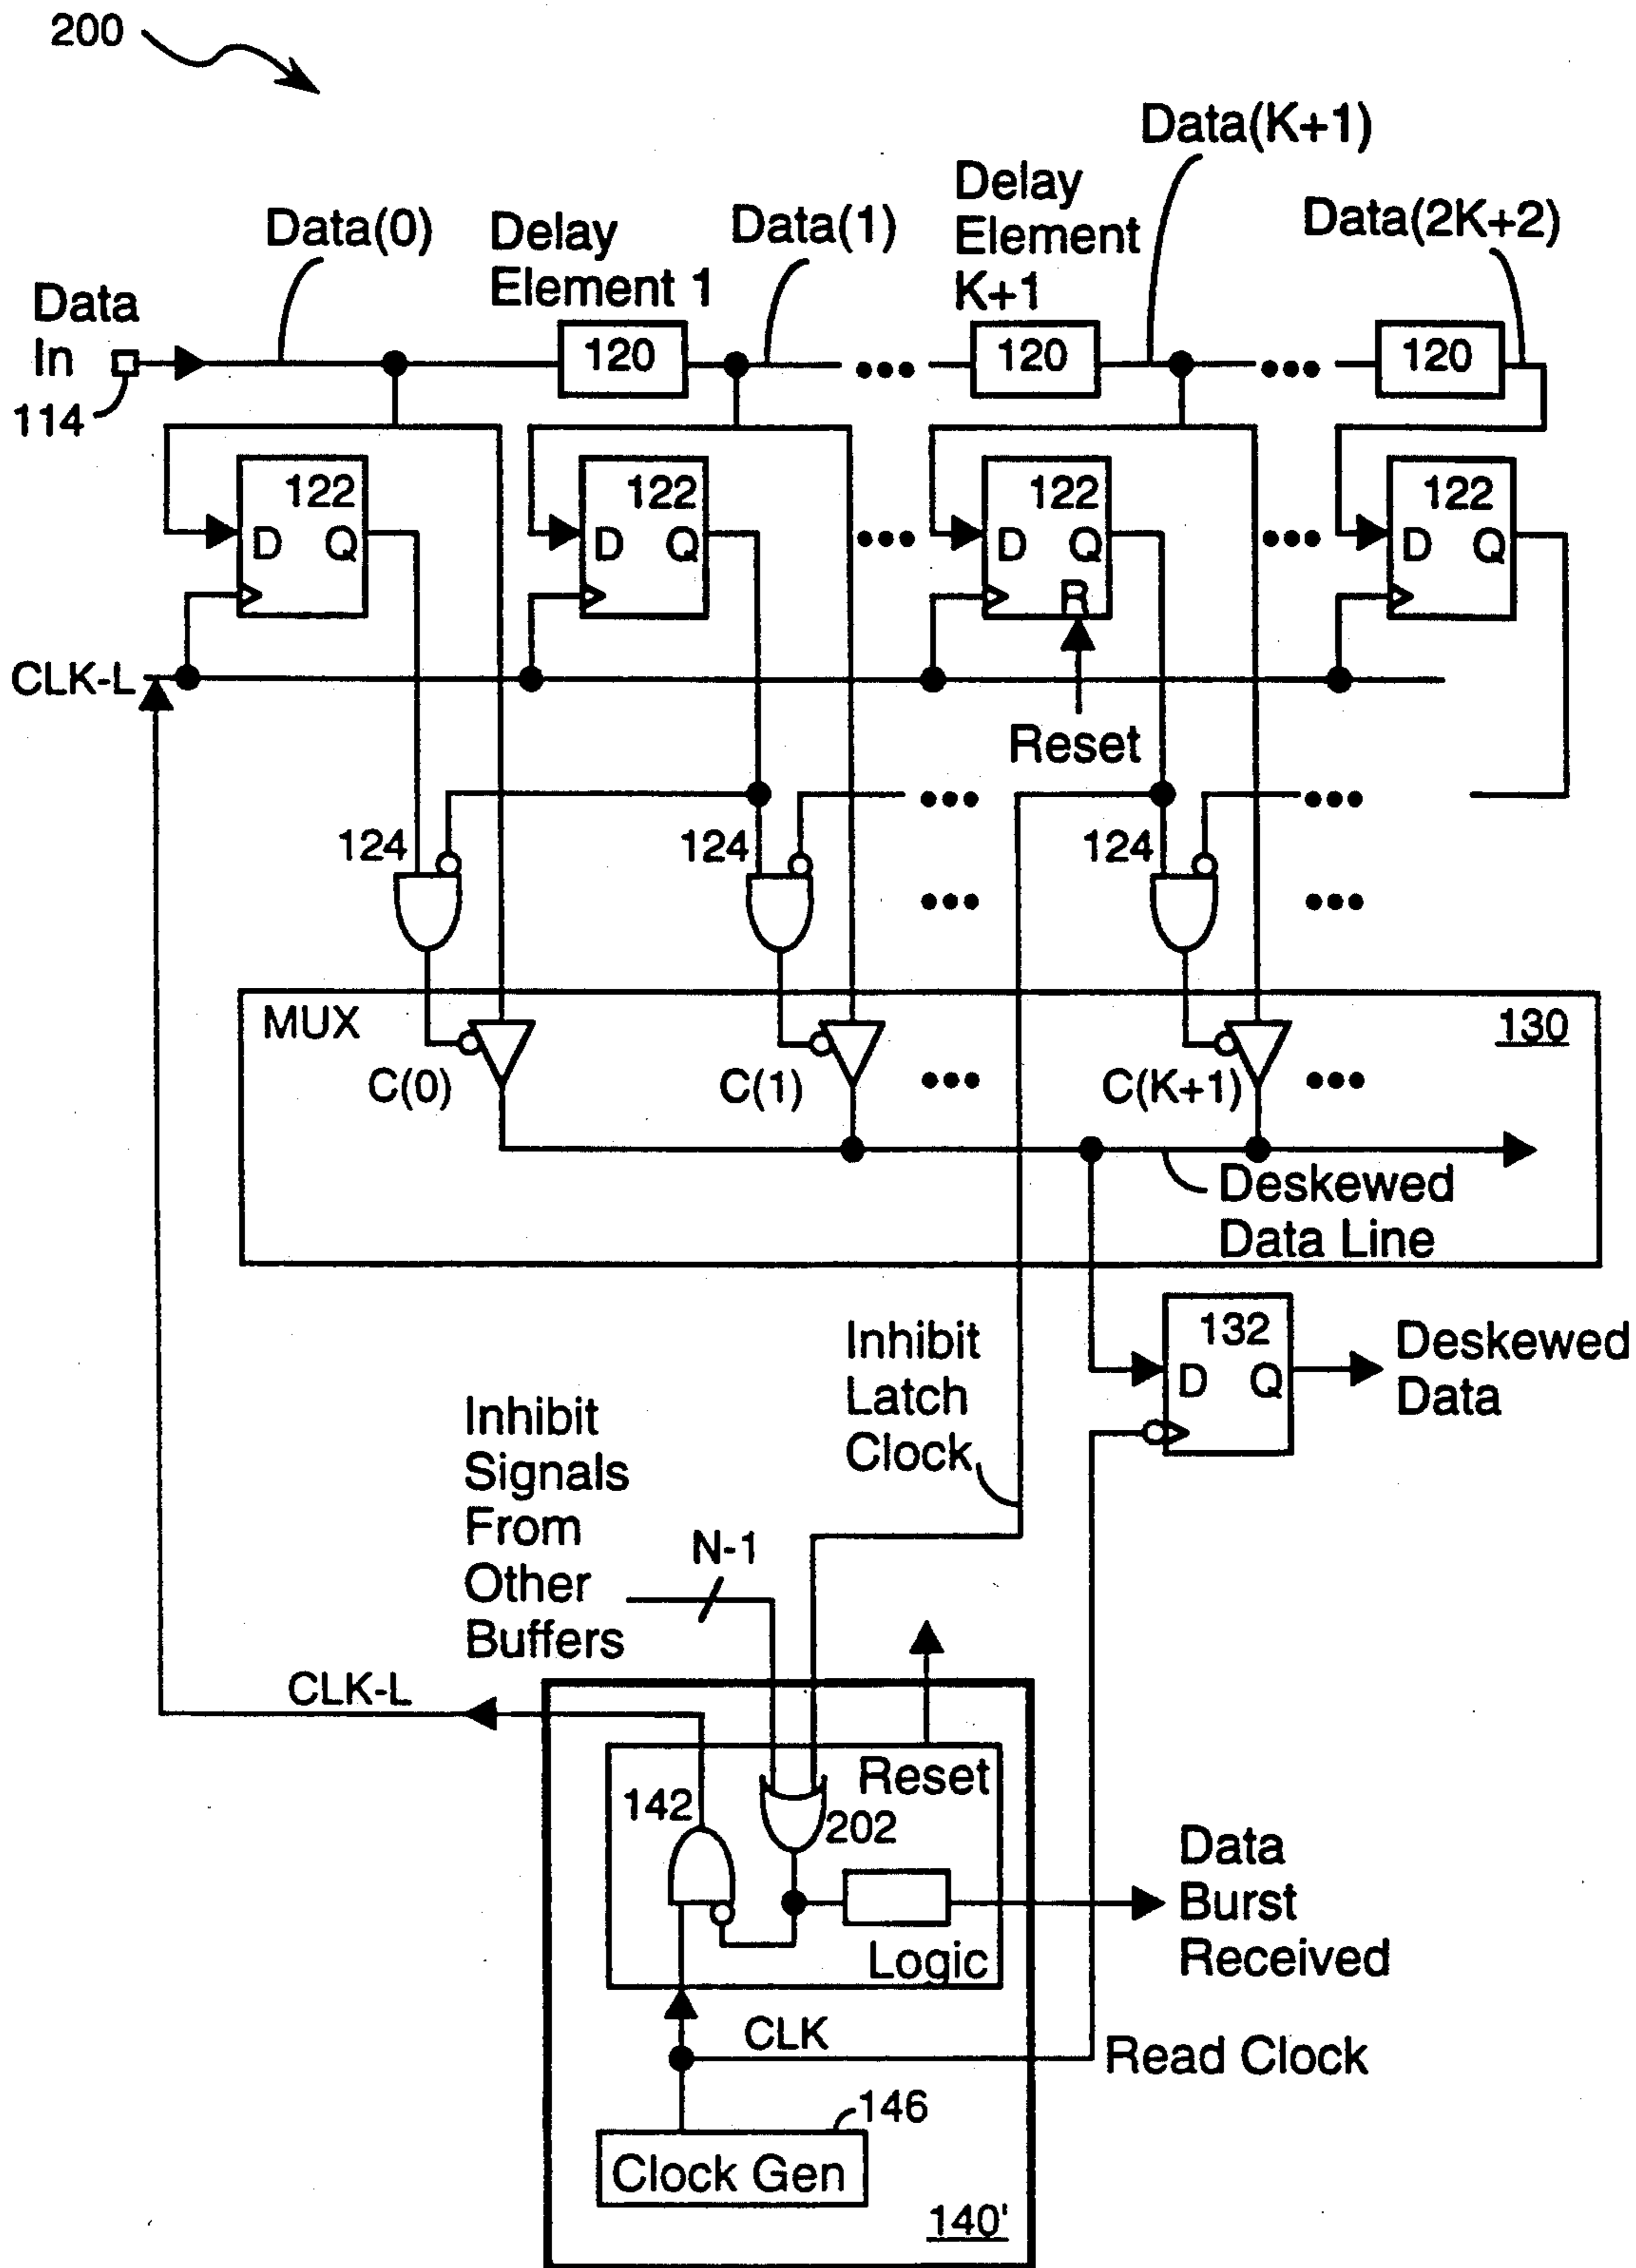 200
Data(K+1)
Delay
Element
K+1
Data(0)
Delay
Element 1
Data(1)
Data(2K+2)
Data
In
114
120
120
120
122
D Q
122
D Q
122
D Q
R
122
D Q
CLK-L
Reset
124
124
124
MUX
130
C(0)
C(1)
C(K+1)
Deskewed
Data Line
132
D Q
Deskewed
Data
Inhibit
Latch
Clock
Inhibit
Signals
From
Other
Buffers
N-1
CLK-L
Reset
142
202
Logic
Data
Burst
Received
CLK
Read Clock
146
Clock Gen
140'